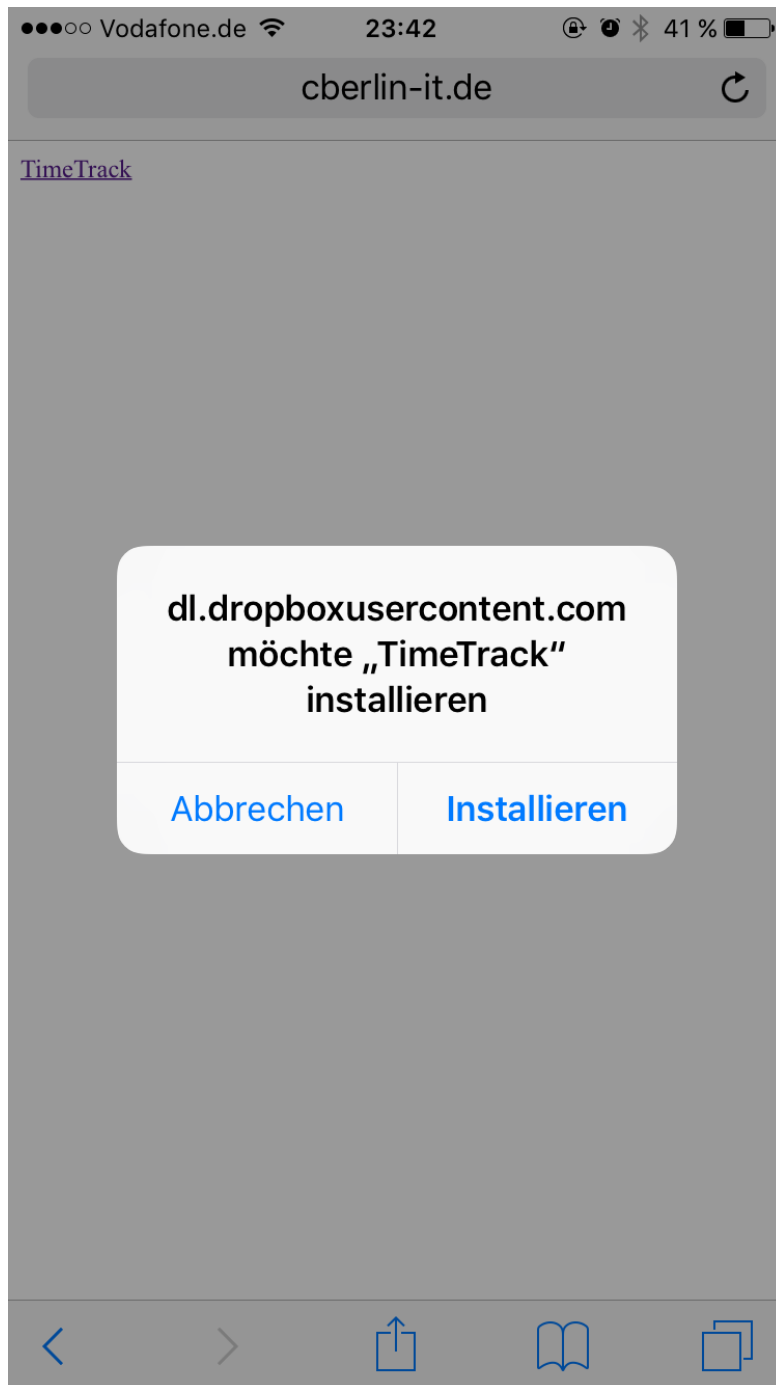 ●●●○○ Vodafone.de 23:42 41 %
cberlin-it.de
TimeTrack
dl.dropboxusercontent.com
möchte „TimeTrack“
installieren
Abbrechen Installieren